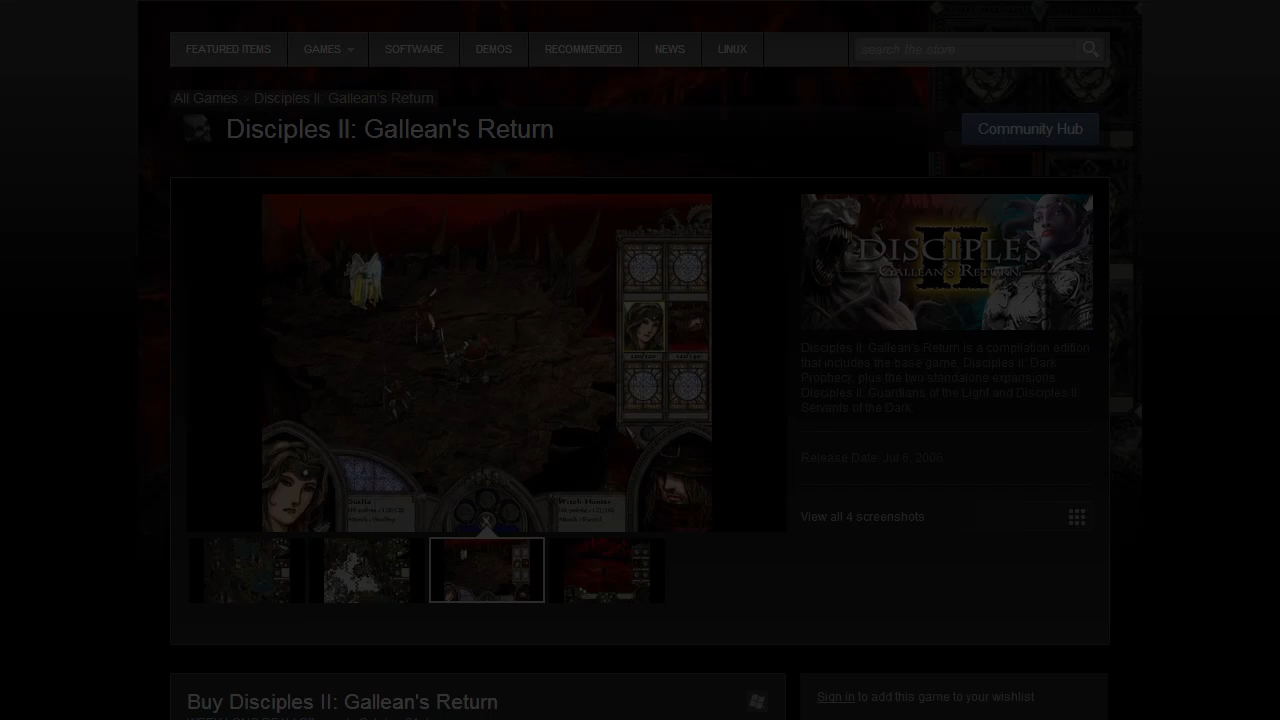 FEATURED ITEMS GAMES SOFTWARE DEMOS RECOMMENDED NEWS LINUX search the store
All Games > Disciples II: Gallean's Return
Disciples II: Gallean's Return
Community Hub
DISCIPLES
II
GALLEAN'S RETURN
Disciples II: Gallean's Return is a compilation edition
that includes the base game, Disciples II: Dark
Prophecy, plus the two standalone expansions
Disciples II: Guardians of the Light and Disciples II:
Servants of the Dark.
Release Date: Jul 6, 2006
View all 4 screenshots
Witch Hunter
Buy Disciples II: Gallean's Return
Sign in to add this game to your wishlist